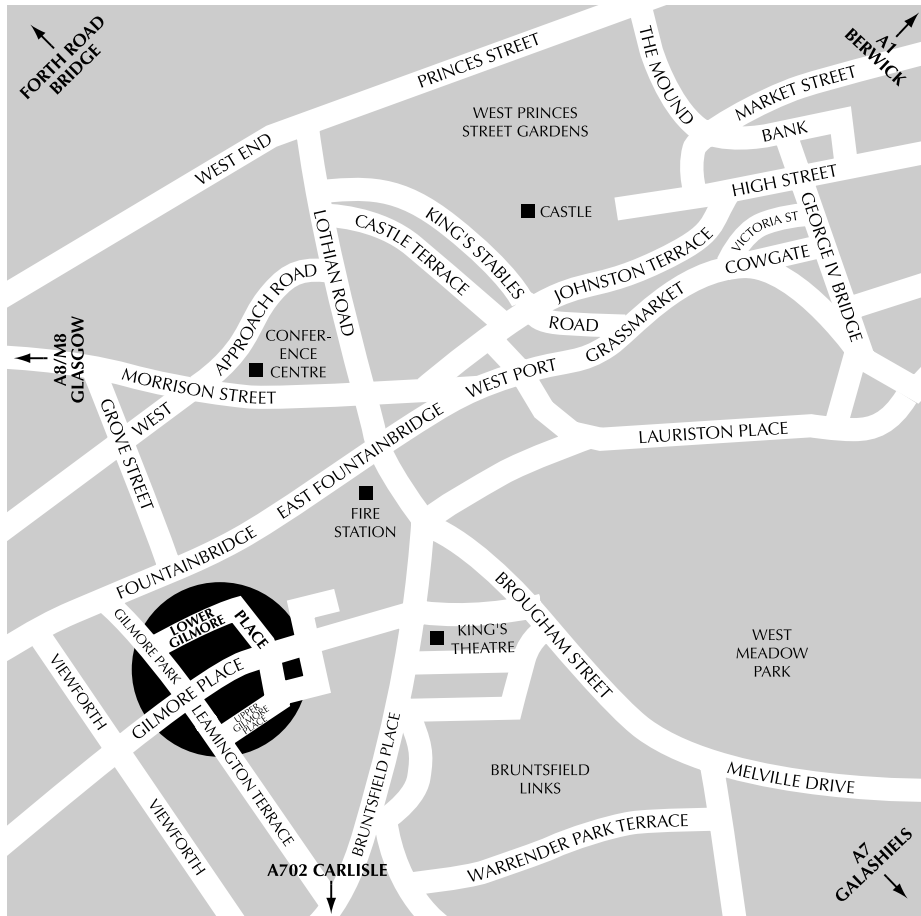 FORTH ROAD
BRIDGE
A1
BERWICK
PRINCES STREET
THE MOUND
MARKET STREET
WEST PRINCES
STREET GARDENS
BANK
WEST END
HIGH STREET
CASTLE
LOTHIAN ROAD
KING'S STABLES
CASTLE TERRACE
GEORGE IV BRIDGE
VICTORIA ST
JOHNSTON TERRACE
COWGATE
APPROACH ROAD
ROAD
GRASSMARKET
A8/M8
GLASGOW
CONFER-
ENCE
CENTRE
MORRISON STREET
WEST PORT
WEST
GROVE STREET
EAST FOUNTAINBRIDGE
LAURISTON PLACE
FIRE
STATION
FOUNTAINBRIDGE
BROUGHAM STREET
GILMORE PARK
LOWER
GILMORE
PLACE
KING'S
THEATRE
WEST
MEADOW
PARK
VIEWFORTH
GILMORE PLACE
UPPER
GILMORE
PLACE
LEAMINGTON TERRACE
BRUNTSFIELD PLACE
BRUNTSFIELD
LINKS
MELVILLE DRIVE
VIEWFORTH
WARRENDER PARK TERRACE
A702 CARLISLE
A7
GALASHIELS